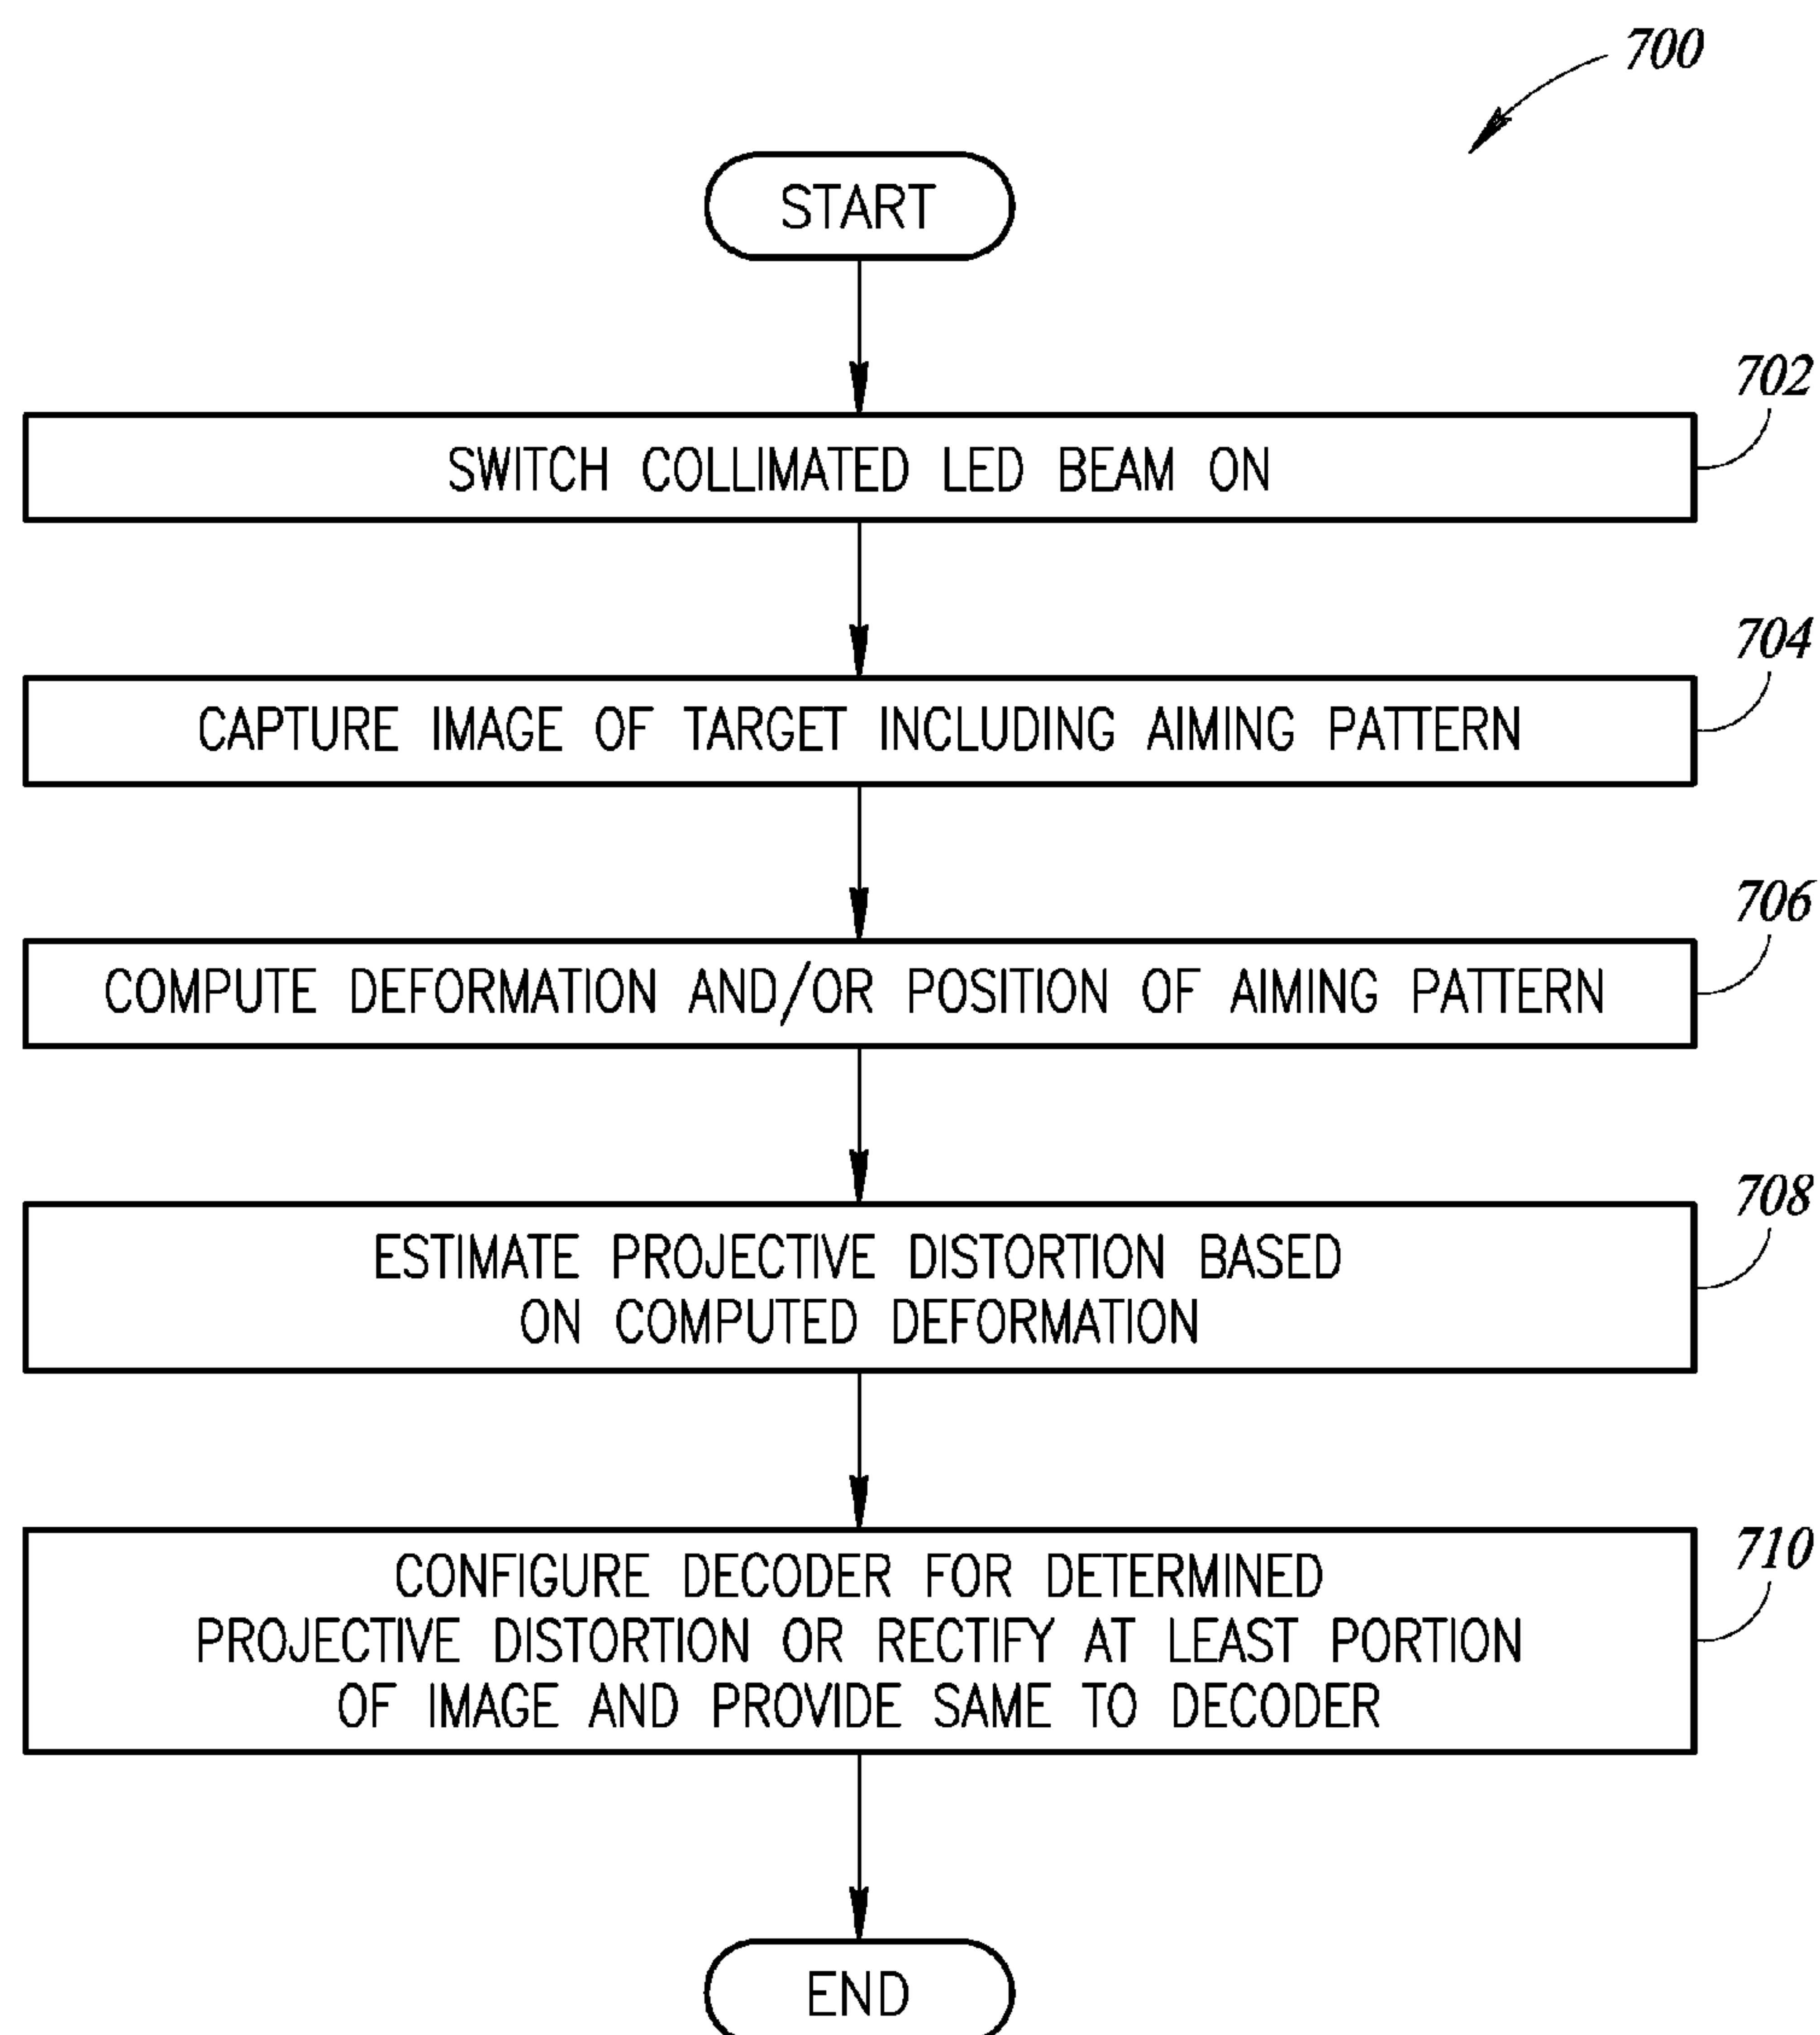 700
START
702
SWITCH COLLIMATED LED BEAM ON
704
CAPTURE IMAGE OF TARGET INCLUDING AIMING PATTERN
706
COMPUTE DEFORMATION AND/OR POSITION OF AIMING PATTERN
708
ESTIMATE PROJECTIVE DISTORTION BASED
ON COMPUTED DEFORMATION
710
CONFIGURE DECODER FOR DETERMINED
PROJECTIVE DISTORTION OR RECTIFY AT LEAST PORTION
OF IMAGE AND PROVIDE SAME TO DECODER
END